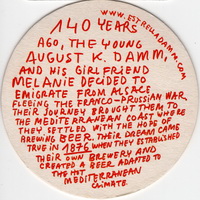 140 YEARS
AGO, THE YOUNG
AUGUST K. DAMM,
AND HIS GIRLFRIEND
MELANIE DECIDED TO
EMIGRATE FROM ALSACE
FLEEING THE FRANCO-PRUSSIAN WAR
THEIR JOURNEY BROUGHT THEM TO
THE MEDITERRANEAN COAST WHERE
THEY SETTLED WITH THE HOPE OF
BREWING BEER. THEIR DREAM CAME
TRUE IN 1876 WHEN THEY ESTABLISHED
THEIR OWN BREWERY AND
CREATED A BEER ADAPTED TO
THE HOT
MEDITERRANEAN
CLIMATE
WWW.ESTRELLADAMM.COM